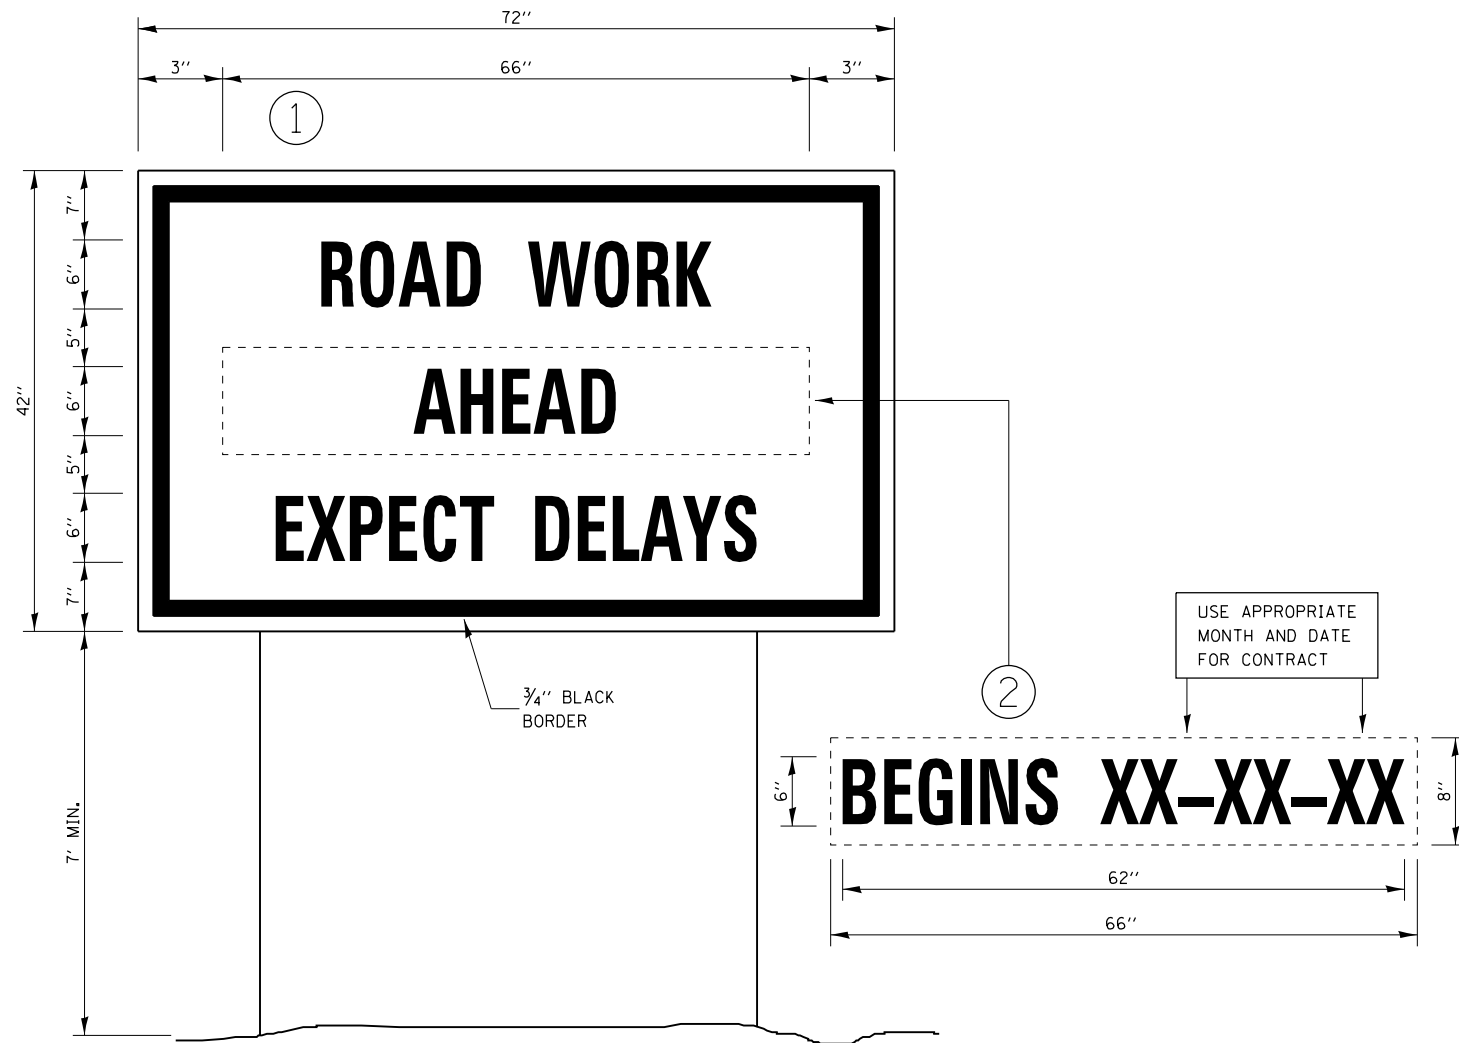 72''
3'' 66'' 3''
1
7''
6''
5''
6''
5''
6''
7''
42''
ROAD WORK
AHEAD
EXPECT DELAYS
3/4'' BLACK
BORDER
7' MIN.
2
USE APPROPRIATE
MONTH AND DATE
FOR CONTRACT
6''
BEGINS XX-XX-XX
8''
62''
66''